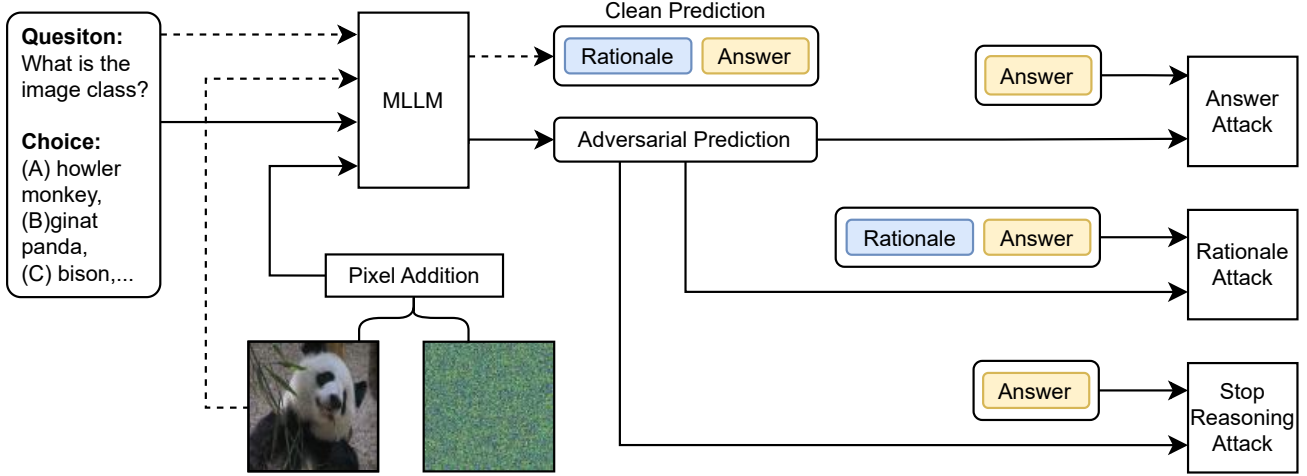 Quesiton:
What is the
image class?
Choice:
(A) howler
monkey,
(B)ginat
panda,
(C) bison,...
MLLM
Clean Prediction
Rationale
Answer
Adversarial Prediction
Answer
Answer
Attack
Rationale
Answer
Rationale
Attack
Pixel Addition
Answer
Stop
Reasoning
Attack